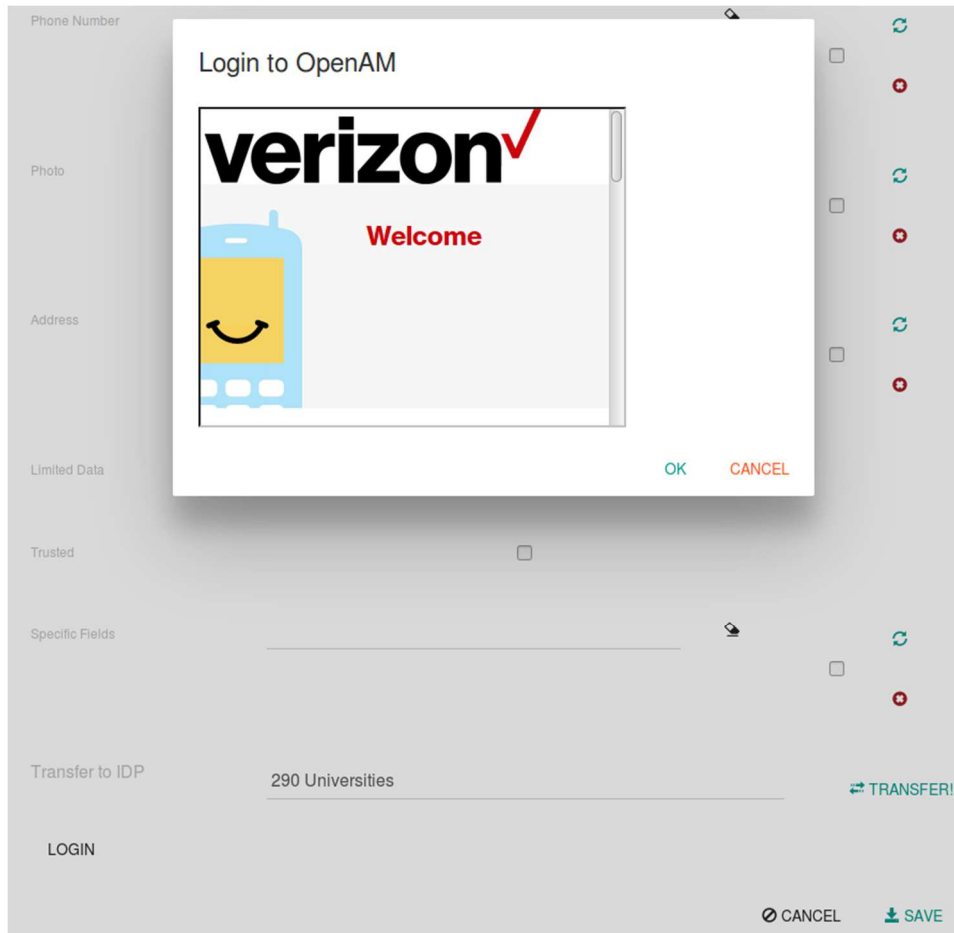 Phone Number
Login to OpenAM
verizon
Welcome
Photo
Address
Limited Data
OK CANCEL
Trusted
Specific Fields
Transfer to IDP
290 Universities
TRANSFER!
LOGIN
CANCEL SAVE